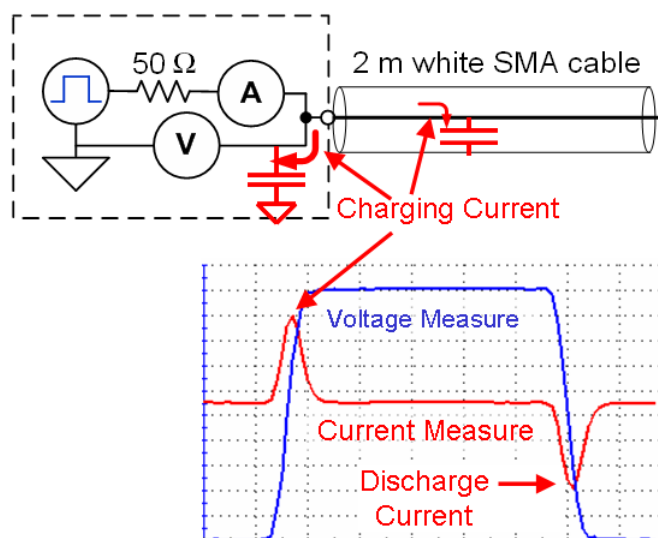 50 Ω
A
V
2 m white SMA cable
Charging Current
Voltage Measure
Current Measure
Discharge
Current